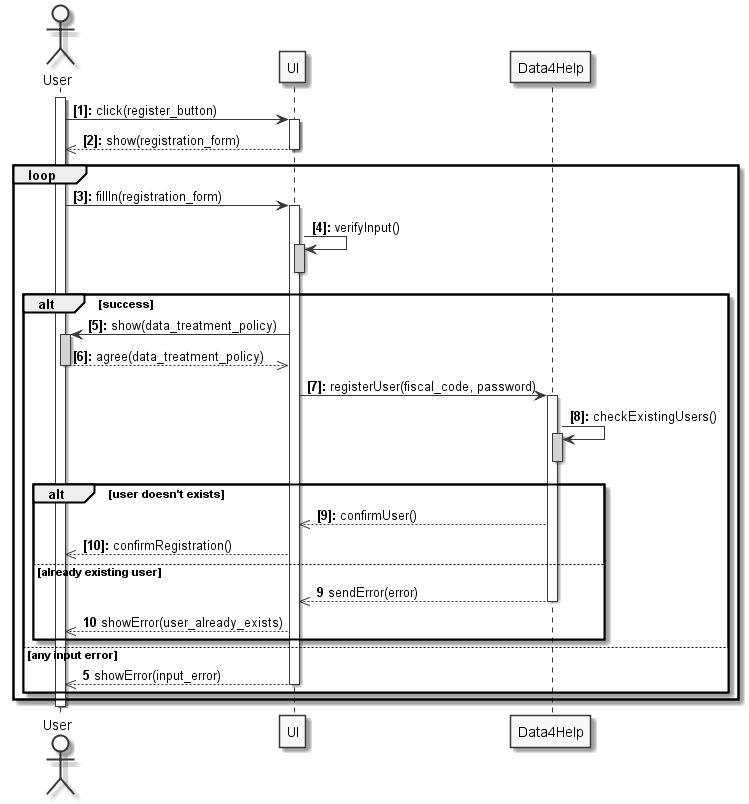 User
UI
Data4Help
[1]: click(register_button)
[2]: show(registration_form)
loop
[3]: fillIn(registration_form)
[4]: verifyInput()
alt [success]
[5]: show(data_treatment_policy)
[6]: agree(data_treatment_policy)
[7]: registerUser(fiscal_code, password)
[8]: checkExistingUsers()
alt [user doesn't exists]
[9]: confirmUser()
[10]: confirmRegistration()
[already existing user]
9 sendError(error)
10 showError(user_already_exists)
[any input error]
5 showError(input_error)
User
UI
Data4Help